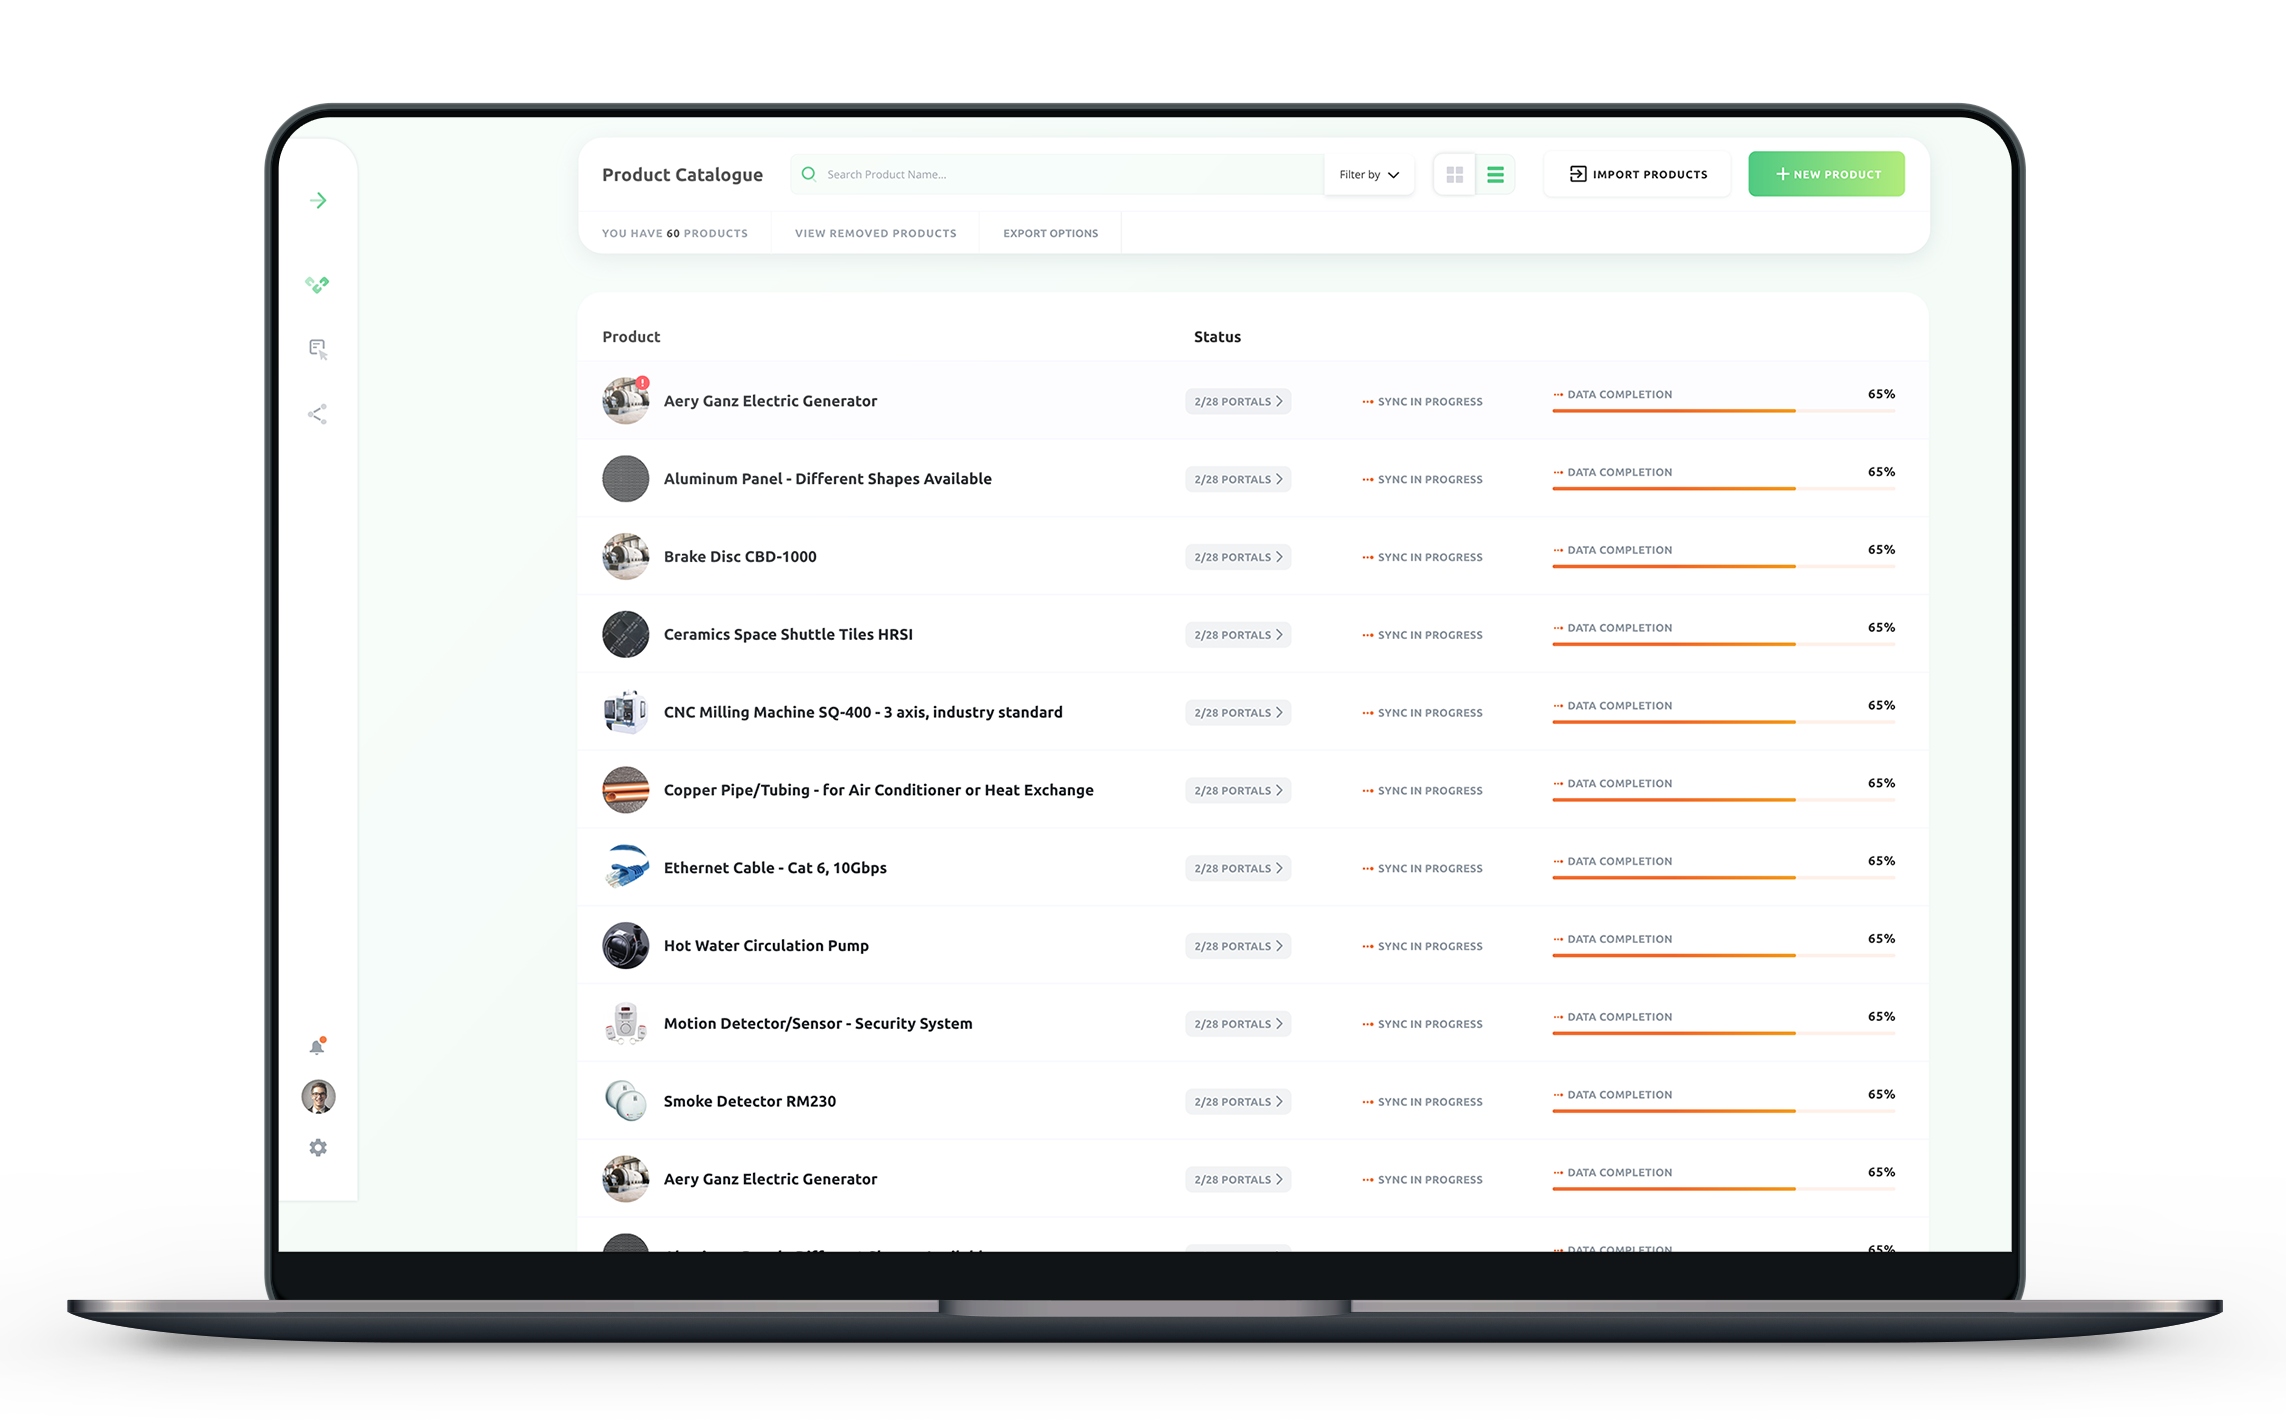 Product Catalogue
Search Product Name...
Filter by
IMPORT PRODUCTS
NEW PRODUCT
YOU HAVE 60 PRODUCTS
VIEW REMOVED PRODUCTS
EXPORT OPTIONS
Product Status
Aery Ganz Electric Generator 2/28 PORTALS SYNC IN PROGRESS DATA COMPLETION 65%
Aluminum Panel - Different Shapes Available 2/28 PORTALS SYNC IN PROGRESS DATA COMPLETION 65%
Brake Disc CBD-1000 2/28 PORTALS SYNC IN PROGRESS DATA COMPLETION 65%
Ceramics Space Shuttle Tiles HRSI 2/28 PORTALS SYNC IN PROGRESS DATA COMPLETION 65%
CNC Milling Machine SQ-400 - 3 axis, industry standard 2/28 PORTALS SYNC IN PROGRESS DATA COMPLETION 65%
Copper Pipe/Tubing - for Air Conditioner or Heat Exchange 2/28 PORTALS SYNC IN PROGRESS DATA COMPLETION 65%
Ethernet Cable - Cat 6, 10Gbps 2/28 PORTALS SYNC IN PROGRESS DATA COMPLETION 65%
Hot Water Circulation Pump 2/28 PORTALS SYNC IN PROGRESS DATA COMPLETION 65%
Motion Detector/Sensor - Security System 2/28 PORTALS SYNC IN PROGRESS DATA COMPLETION 65%
Smoke Detector RM230 2/28 PORTALS SYNC IN PROGRESS DATA COMPLETION 65%
Aery Ganz Electric Generator 2/28 PORTALS SYNC IN PROGRESS DATA COMPLETION 65%
DATA COMPLETION 65%